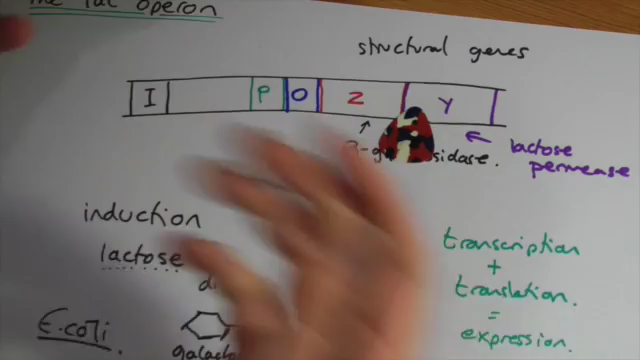 The lac operon
structural genes
I P O Z Y
sidase.
lactose
permease
induction
lactose
E.coli
transcription
+
translation.
=
expression.